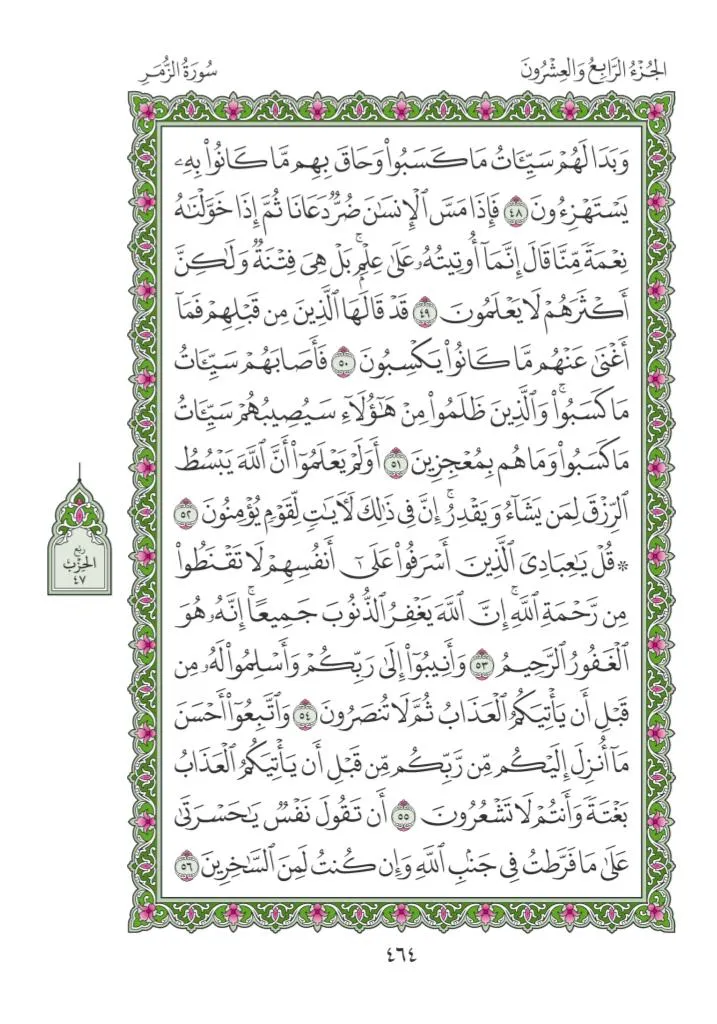 الجُزْءُ الرَّابِعُ وَالعِشْرُونَ
سُورَةُ الزُّمَرِ
وَبَدَا لَهُمْ سَيِّـَٔاتُ مَا كَسَبُواْ وَحَاقَ بِهِم مَّا كَانُواْ بِهِۦ
يَسْتَهْزِءُونَ ٤٨ فَإِذَا مَسَّ ٱلْإِنسَٰنَ ضُرٌّ دَعَانَا ثُمَّ إِذَا خَوَّلْنَٰهُ
نِعْمَةً مِّنَّا قَالَ إِنَّمَآ أُوتِيتُهُۥ عَلَىٰ عِلْمٍۭ ۚ بَلْ هِىَ فِتْنَةٌ وَلَٰكِنَّ
أَكْثَرَهُمْ لَا يَعْلَمُونَ ٤٩ قَدْ قَالَهَا ٱلَّذِينَ مِن قَبْلِهِمْ فَمَآ
أَغْنَىٰ عَنْهُم مَّا كَانُواْ يَكْسِبُونَ ٥٠ فَأَصَابَهُمْ سَيِّـَٔاتُ
مَا كَسَبُواْ ۚ وَٱلَّذِينَ ظَلَمُواْ مِنْ هَٰٓؤُلَآءِ سَيُصِيبُهُمْ سَيِّـَٔاتُ
مَا كَسَبُواْ وَمَا هُم بِمُعْجِزِينَ ٥١ أَوَلَمْ يَعْلَمُوٓاْ أَنَّ ٱللَّهَ يَبْسُطُ
ٱلرِّزْقَ لِمَن يَشَآءُ وَيَقْدِرُ ۚ إِنَّ فِى ذَٰلِكَ لَءَايَٰتٍ لِّقَوْمٍ يُؤْمِنُونَ ٥٢
* قُلْ يَٰعِبَادِىَ ٱلَّذِينَ أَسْرَفُواْ عَلَىٰٓ أَنفُسِهِمْ لَا تَقْنَطُواْ
مِن رَّحْمَةِ ٱللَّهِ ۚ إِنَّ ٱللَّهَ يَغْفِرُ ٱلذُّنُوبَ جَمِيعًا ۚ إِنَّهُۥ هُوَ
ٱلْغَفُورُ ٱلرَّحِيمُ ٥٣ وَأَنِيبُوٓاْ إِلَىٰ رَبِّكُمْ وَأَسْلِمُواْ لَهُۥ مِن
قَبْلِ أَن يَأْتِيَكُمُ ٱلْعَذَابُ ثُمَّ لَا تُنصَرُونَ ٥٤ وَٱتَّبِعُوٓاْ أَحْسَنَ
مَآ أُنزِلَ إِلَيْكُم مِّن رَّبِّكُم مِّن قَبْلِ أَن يَأْتِيَكُمُ ٱلْعَذَابُ
بَغْتَةً وَأَنتُمْ لَا تَشْعُرُونَ ٥٥ أَن تَقُولَ نَفْسٌ يَٰحَسْرَتَىٰ
عَلَىٰ مَا فَرَّطتُ فِى جَنۢبِ ٱللَّهِ وَإِن كُنتُ لَمِنَ ٱلسَّٰخِرِينَ ٥٦
ربع
الحزب
٤٧
٤٦٤